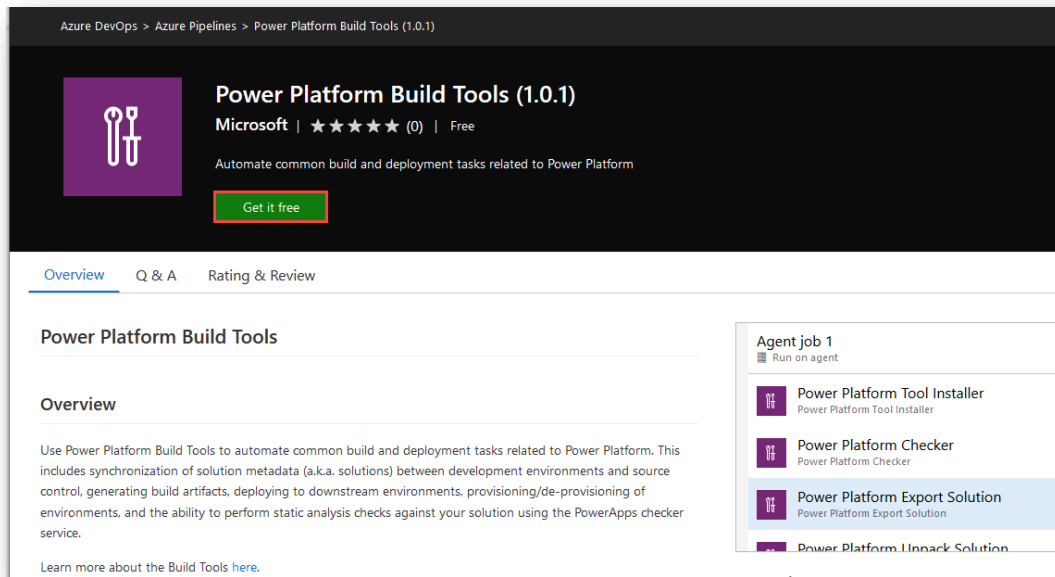 Azure DevOps > Azure Pipelines > Power Platform Build Tools (1.0.1)
Power Platform Build Tools (1.0.1)
Microsoft | ★★★★★ (0) | Free
Automate common build and deployment tasks related to Power Platform
Get it free
Overview Q & A Rating & Review
Power Platform Build Tools
Overview
Use Power Platform Build Tools to automate common build and deployment tasks related to Power Platform. This
includes synchronization of solution metadata (a.k.a. solutions) between development environments and source
control, generating build artifacts, deploying to downstream environments, provisioning/de-provisioning of
environments, and the ability to perform static analysis checks against your solution using the PowerApps checker
service.
Learn more about the Build Tools here.
Agent job 1
Run on agent
Power Platform Tool Installer
Power Platform Tool Installer
Power Platform Checker
Power Platform Checker
Power Platform Export Solution
Power Platform Export Solution
Power Platform Unpack Solution